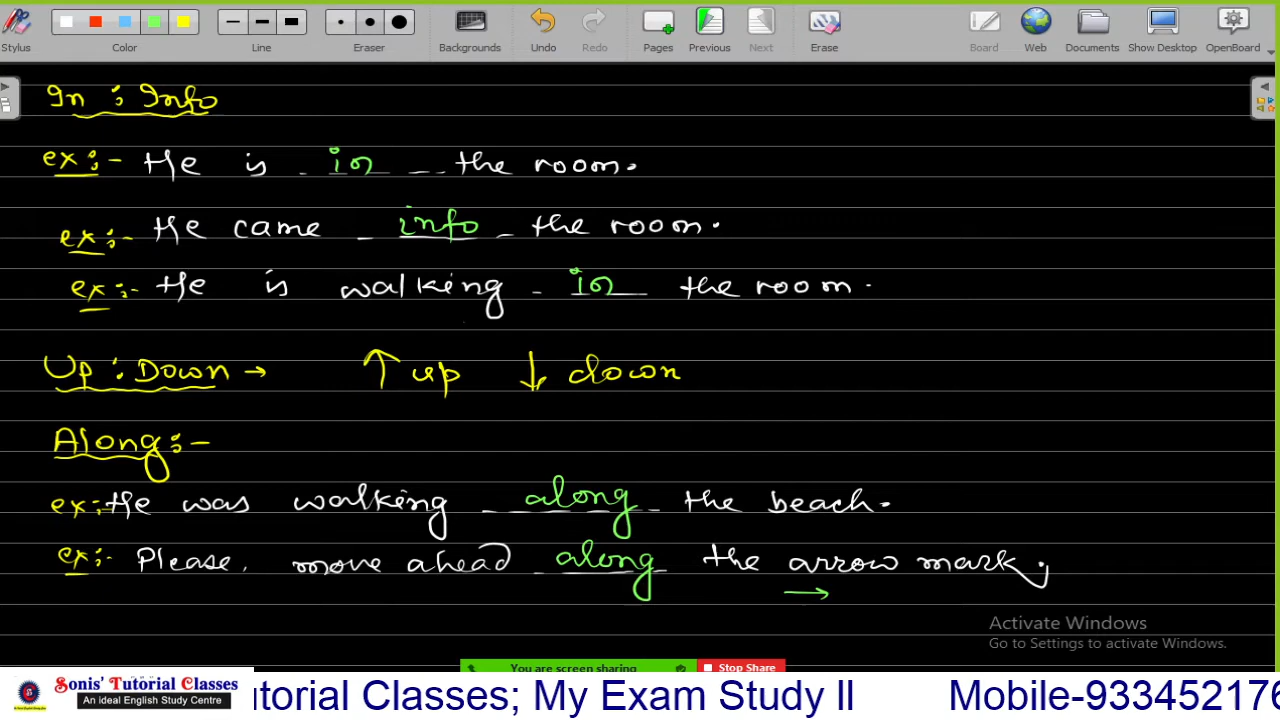 Stylus Color Line Eraser Backgrounds Undo Redo Pages Previous Next Erase Board Web Documents Show Desktop OpenBoard
In : Info
ex :- He is in the room.
ex :- He came info the room.
ex :- He is walking in the room.
Up : Down → ↑ up ↓ down
Along :-
ex :- He was walking along the beach.
ex :- Please, move ahead along the arrow mark.
→
Activate Windows
Go to Settings to activate Windows.
You are screen sharing Stop Share
Sonis' Tutorial Classes
An ideal English Study Centre
utorial Classes; My Exam Study II Mobile-933452176